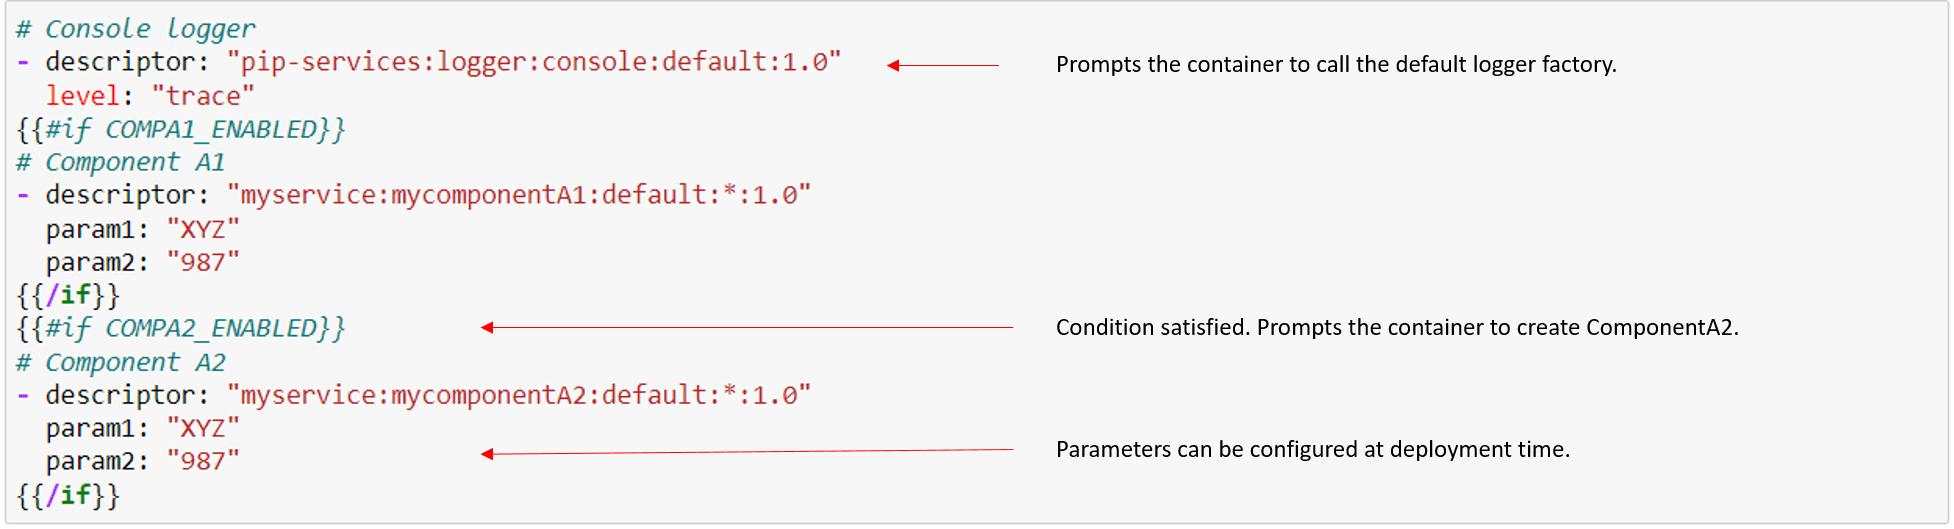 # Console logger
- descriptor: "pip-services:logger:console:default:1.0"
Prompts the container to call the default logger factory.
  level: "trace"
{{#if COMPA1_ENABLED}}
# Component A1
- descriptor: "myservice:mycomponentA1:default:*:1.0"
  param1: "XYZ"
  param2: "987"
{{/if}}
{{#if COMPA2_ENABLED}}
Condition satisfied. Prompts the container to create ComponentA2.
# Component A2
- descriptor: "myservice:mycomponentA2:default:*:1.0"
  param1: "XYZ"
  param2: "987"
Parameters can be configured at deployment time.
{{/if}}